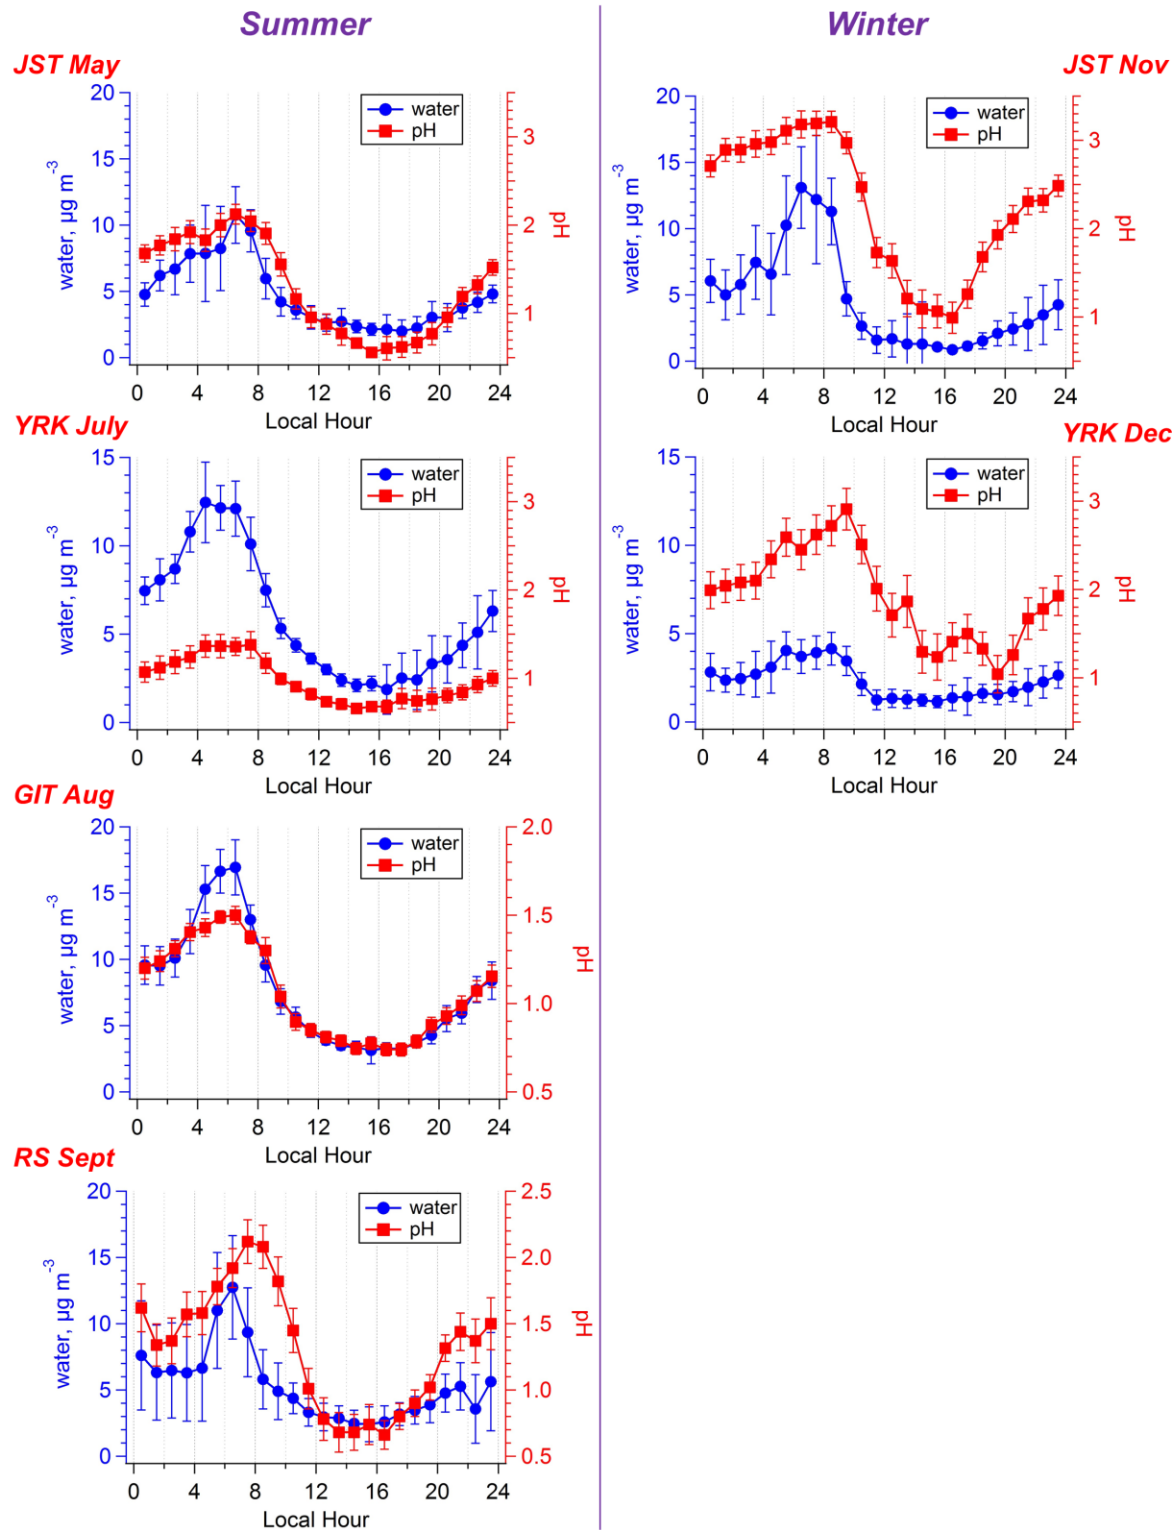 Summer
Winter
JST May
JST Nov
20
15
10
5
0
water, µg m⁻³
water
pH
3
2
1
pH
0 4 8 12 16 20 24
Local Hour
20
15
10
5
0
water, µg m⁻³
water
pH
3
2
1
pH
0 4 8 12 16 20 24
Local Hour
YRK July
YRK Dec
15
10
5
0
water, µg m⁻³
water
pH
3
2
1
pH
0 4 8 12 16 20 24
Local Hour
15
10
5
0
water, µg m⁻³
water
pH
3
2
1
pH
0 4 8 12 16 20 24
Local Hour
GIT Aug
20
15
10
5
0
water, µg m⁻³
water
pH
2.0
1.5
1.0
0.5
pH
0 4 8 12 16 20 24
Local Hour
RS Sept
20
15
10
5
0
water, µg m⁻³
water
pH
2.5
2.0
1.5
1.0
0.5
pH
0 4 8 12 16 20 24
Local Hour